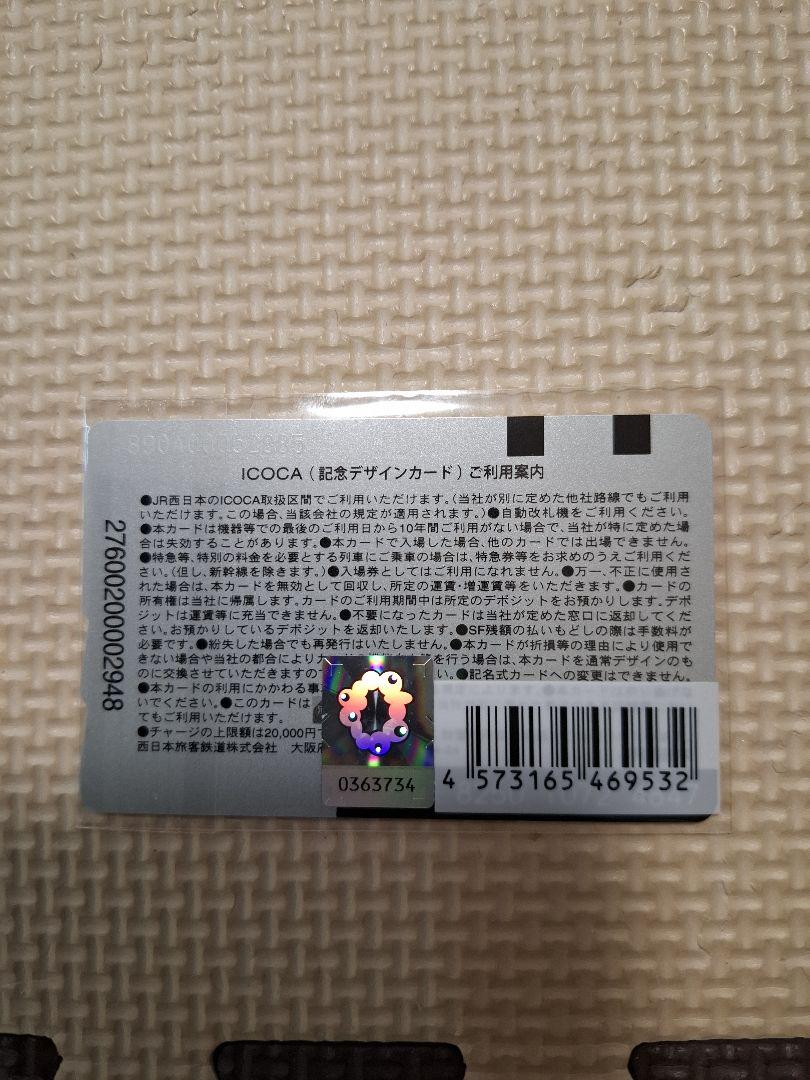 ICOCA（記念デザインカード）ご利用案内
●JR西日本のICOCA取扱区間でご利用いただけます。（当社が別に定めた他社路線でもご利用
いただけます。この場合、当該会社の規定が適用されます。）●自動改札機をご利用ください。
●本カードは機器等での最後のご利用日から10年間ご利用がない場合で、当社が特に定めた場
合は失効することがあります。●本カードで入場した場合、他のカードでは出場できません。
●特急等、特別の料金を必要とする列車にご乗車の場合は、特急券等をお求めのうえご利用くだ
さい。（但し、新幹線を除きます。）●入場券としてはご利用になれません。●万一、不正に使用さ
れた場合は、本カードを無効として回収し、所定の運賃・増運賃等をいただきます。●カードの
所有権は当社に帰属します。カードのご利用期間中は所定のデポジットをお預かりします。デポ
ジットは運賃等に充当できません。●不要になったカードは当社が定めた窓口に返却してくだ
さい。お預かりしているデポジットを返却いたします。●SF残額の払いもどしの際は手数料が
必要です。●紛失した場合でも再発行はいたしません。●本カードが折損等の理由により使用で
きない場合や当社の都合により
を行う場合は、本カードを通常デザインのも
のに交換させていただきますの
い。●記名式カードへの変更はできません。
●本カードの利用にかかわる事
いでください。●このカードは
てもご利用いただけます。
●チャージの上限額は20,000円で
西日本旅客鉄道株式会社 大阪
27600200002948
0363734
4 573165 469532